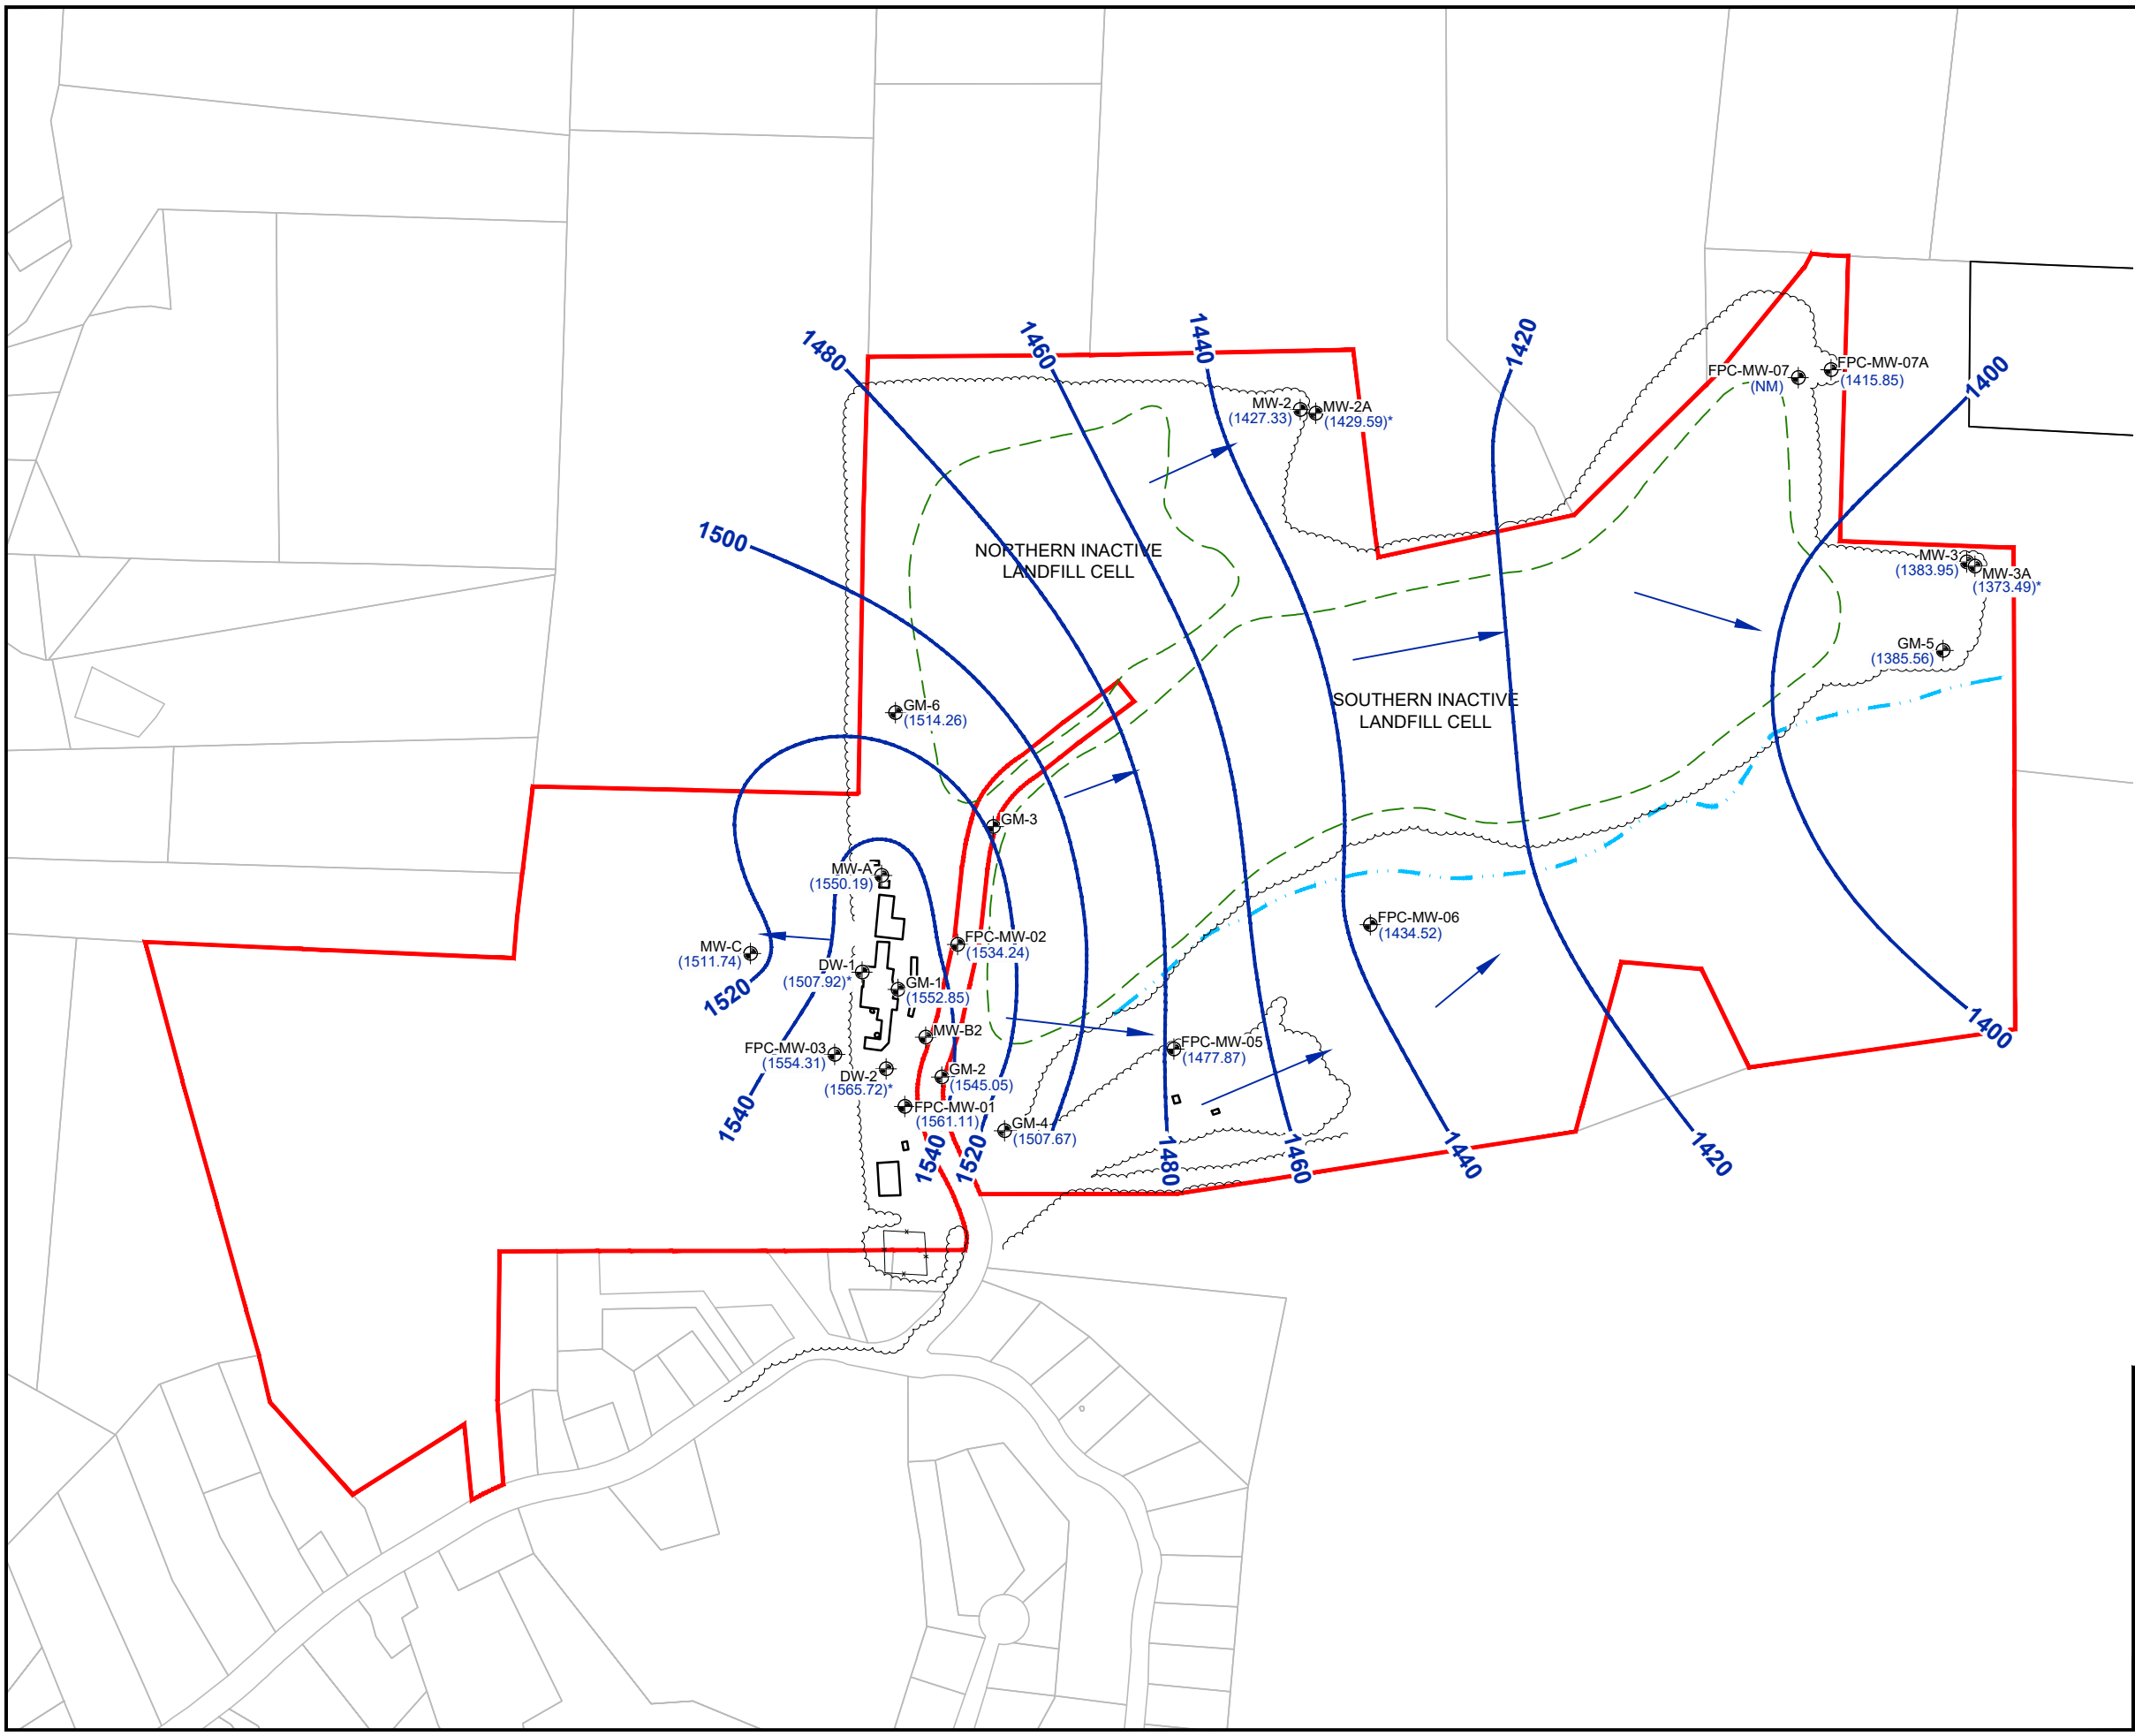 1480
1460
1440
1420
1400
FPC-MW-07
(NM)
FPC-MW-07A
(1415.85)
MW-2
(1427.33)
MW-2A
(1429.59)*
1500
NORTHERN INACTIVE
LANDFILL CELL
MW-3
(1383.95)
MW-3A
(1373.49)*
GM-5
(1385.56)
GM-6
(1514.26)
SOUTHERN INACTIVE
LANDFILL CELL
GM-3
MW-A
(1550.19)
FPC-MW-06
(1434.52)
FPC-MW-02
(1534.24)
MW-C
(1511.74)
DW-1
(1507.92)*
GM-1
(1552.85)
1520
MW-B2
FPC-MW-03
(1554.31)
DW-2
(1565.72)*
GM-2
(1545.05)
FPC-MW-05
(1477.87)
1400
FPC-MW-01
(1561.11)
GM-4
(1507.67)
1540
1540
1520
1480
1460
1440
1420